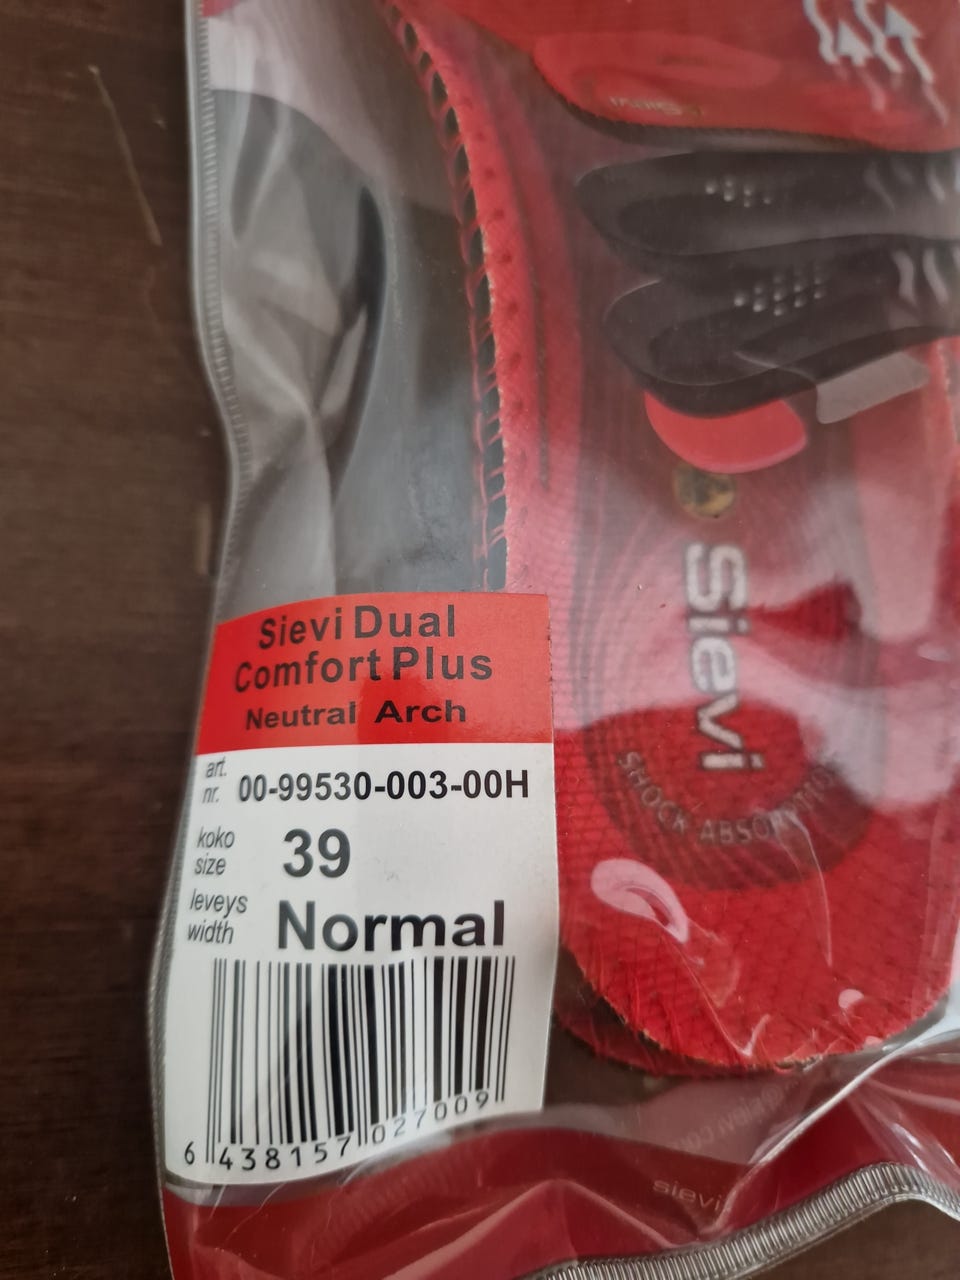 Sievi Dual
Comfort Plus
Neutral Arch
art. nr. 00-99530-003-00H
koko size 39
leveys width Normal
6 438157 027009
Sievi
SHOCK ABSORPTION
sievi